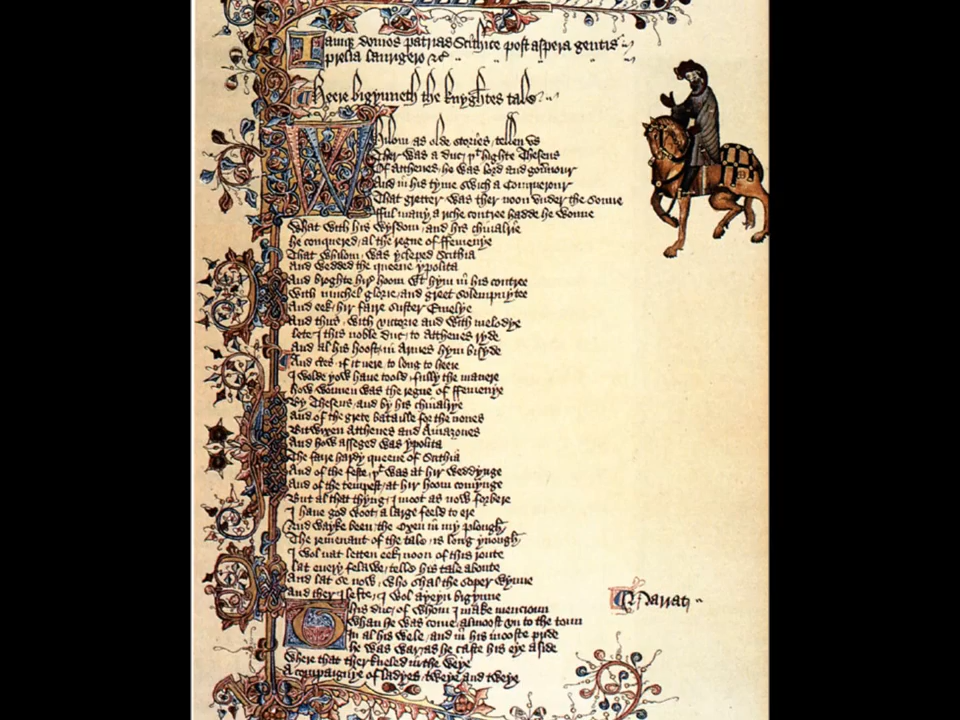 Iamque domos patrias Scithice post aspera gentis
prelia laurigero &c
Heere bigynneth the knyghtes tale
Whilom as olde stories tellen vs
Ther was a duc þt highte Theseus
Of Atthenes he was lord and gouernour
And in his tyme swich a Conquerour
That gretter was ther noon vnder the sonne
fful many a riche contree hadde he wonne
What with his wysdom and his chiualrie
he conquered al the regne of ffemenye
That whilom was ycleped Scithia
and wedded the queene ypolita
And broghte hir hoom wt hym in his contree
With muchel glorie and greet solempnytee
And eek hir faire suster Emelye
And thus with victorie and with melodye
lete I this noble duc to Atthenes ryde
And al his hoost in Armes hym bisyde
And certes if it nere to long to heere
I wolde yow haue toold fully the manere
how wonnen was the regne of ffemenye
By Theseus and by his chiualrye
And of the grete bataille for the nones
Bitwixen Atthenes and Amazones
And how asseged was ypolita
The faire hardy queene of Scithia
And of the feste þt was at hir weddynge
And of the tempest at hir hoom comynge
But al that thyng I moot as now forbere
I haue god woot a large feeld to ere
And wayke been the Oxen in my plough
The remenant of the tale is long ynough
I wol nat letten eek noon of this route
lat euery felawe telle his tale aboute
And lat se now who shal the soper wynne
And ther I lefte I wol ayeyn bigynne
Narrat
This duc of whom I make mencioun
Whan he was come almoost vn to the toun
In al his wele and in his mooste pride
he was war as he caste his eye aside
Where that ther kneled in the weye
A compaignye of ladyes tweye and tweye